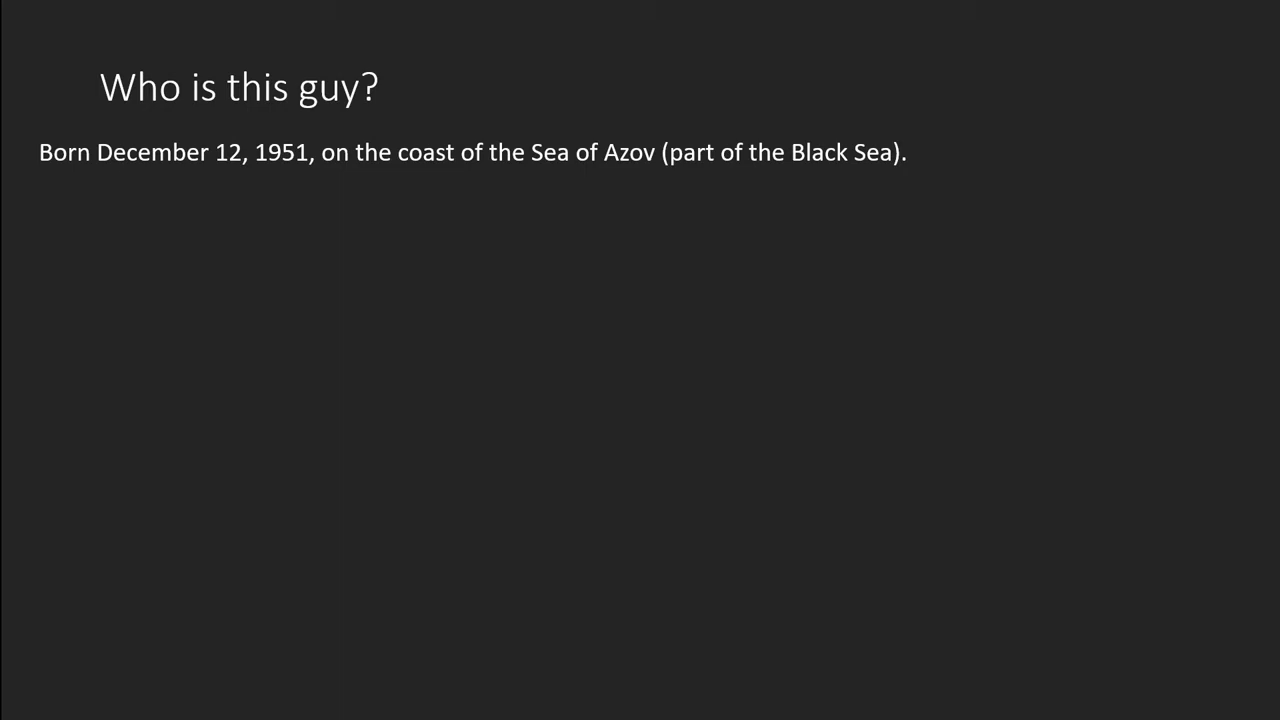 Who is this guy?
Born December 12, 1951, on the coast of the Sea of Azov (part of the Black Sea).